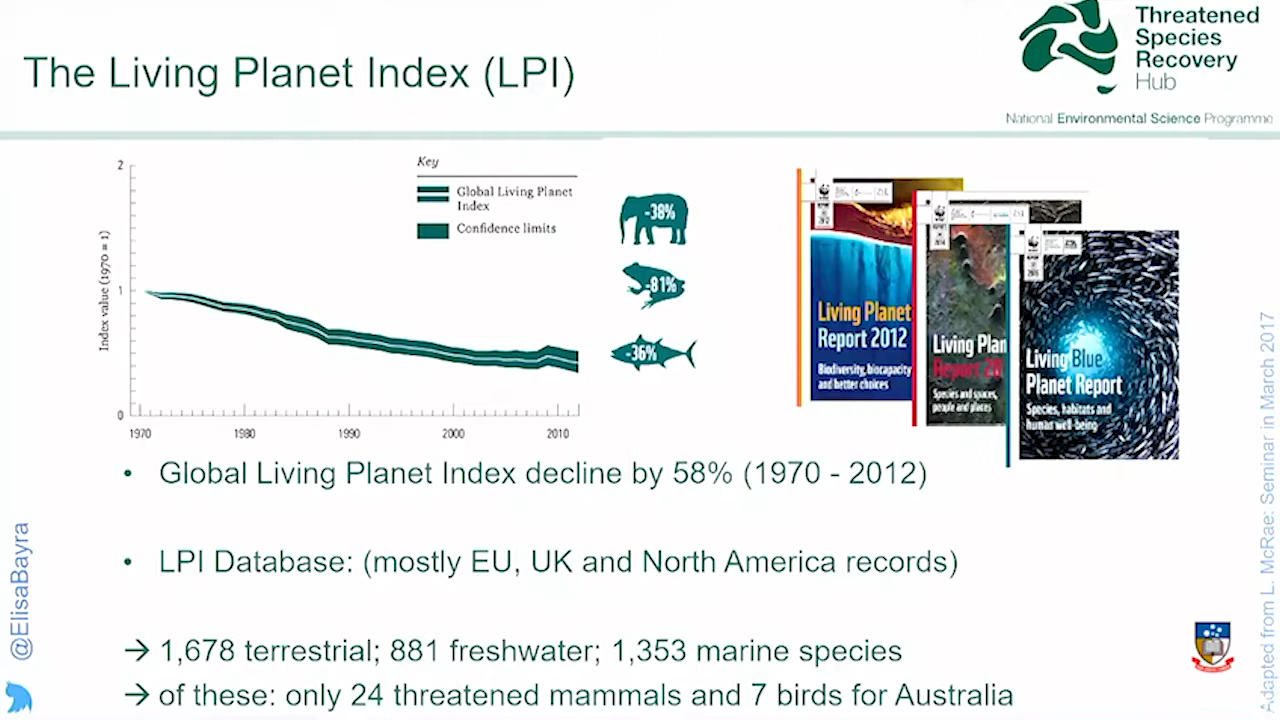 The Living Planet Index (LPI)
Threatened
Species
Recovery
Hub
National Environmental Science Programme
Key
Global Living Planet
Index
Confidence limits
Index value (1970 = 1)
2
1
0
1970 1980 1990 2000 2010
-38%
-81%
-36%
Living Planet
Report 2012
Biodiversity, biocapacity
and better choices
Living Plan
Report 20
Species and spaces,
people and places
Living Blue
Planet Report
Species, habitats and
human well-being
• Global Living Planet Index decline by 58% (1970 - 2012)
• LPI Database: (mostly EU, UK and North America records)
→ 1,678 terrestrial; 881 freshwater; 1,353 marine species
→ of these: only 24 threatened mammals and 7 birds for Australia
@ElisaBayra
Adapted from L. McRae: Seminar in March 2017